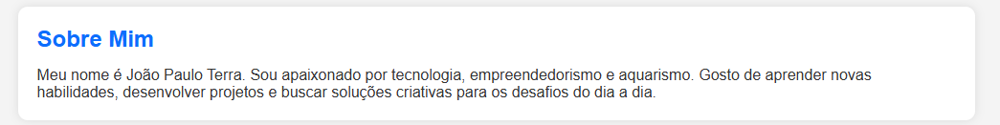 Sobre Mim
Meu nome é João Paulo Terra. Sou apaixonado por tecnologia, empreendedorismo e aquarismo. Gosto de aprender novas
habilidades, desenvolver projetos e buscar soluções criativas para os desafios do dia a dia.